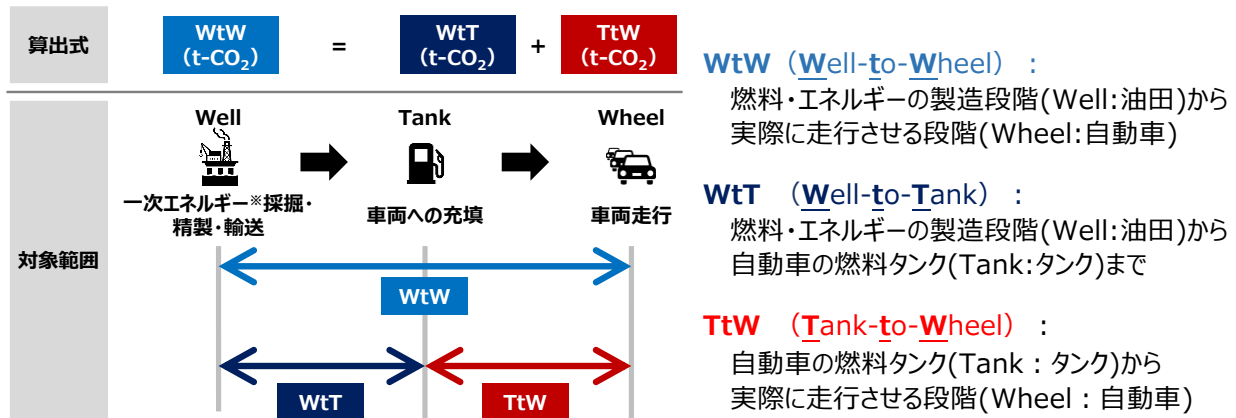 算出式
WtW
(t-CO₂)
=
WtT
(t-CO₂)
+
TtW
(t-CO₂)
対象範囲
Well
Tank
Wheel
一次エネルギー※採掘・
精製・輸送
車両への充填
車両走行
WtW
WtT
TtW
WtW（Well-to-Wheel）：
燃料・エネルギーの製造段階(Well:油田)から
実際に走行させる段階(Wheel:自動車)
WtT（Well-to-Tank）：
燃料・エネルギーの製造段階(Well:油田)から
自動車の燃料タンク(Tank:タンク)まで
TtW（Tank-to-Wheel）：
自動車の燃料タンク(Tank：タンク)から
実際に走行させる段階(Wheel：自動車)